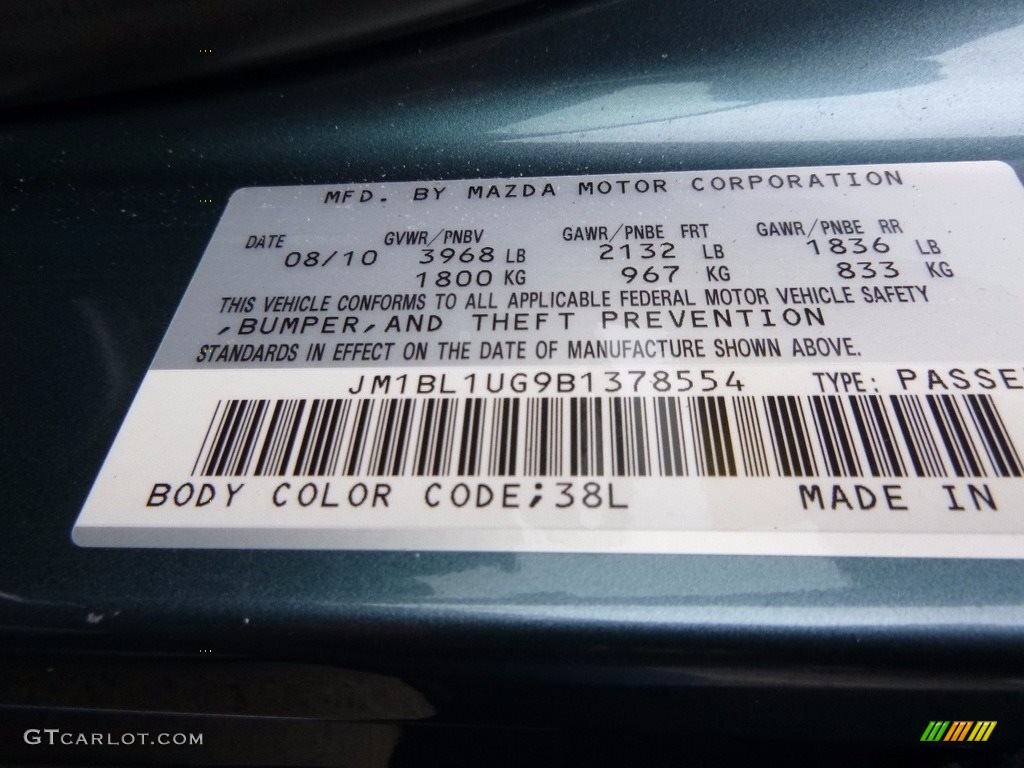 MFD. BY MAZDA MOTOR CORPORATION
DATE GVWR/PNBV GAWR/PNBE FRT GAWR/PNBE RR
08/10 3968 LB 2132 LB 1836 LB
1800 KG 967 KG 833 KG
THIS VEHICLE CONFORMS TO ALL APPLICABLE FEDERAL MOTOR VEHICLE SAFETY
,BUMPER,AND THEFT PREVENTION
STANDARDS IN EFFECT ON THE DATE OF MANUFACTURE SHOWN ABOVE.
JM1BL1UG9B1378554 TYPE: PASSE
BODY COLOR CODE;38L MADE IN
GTCARLOT.COM